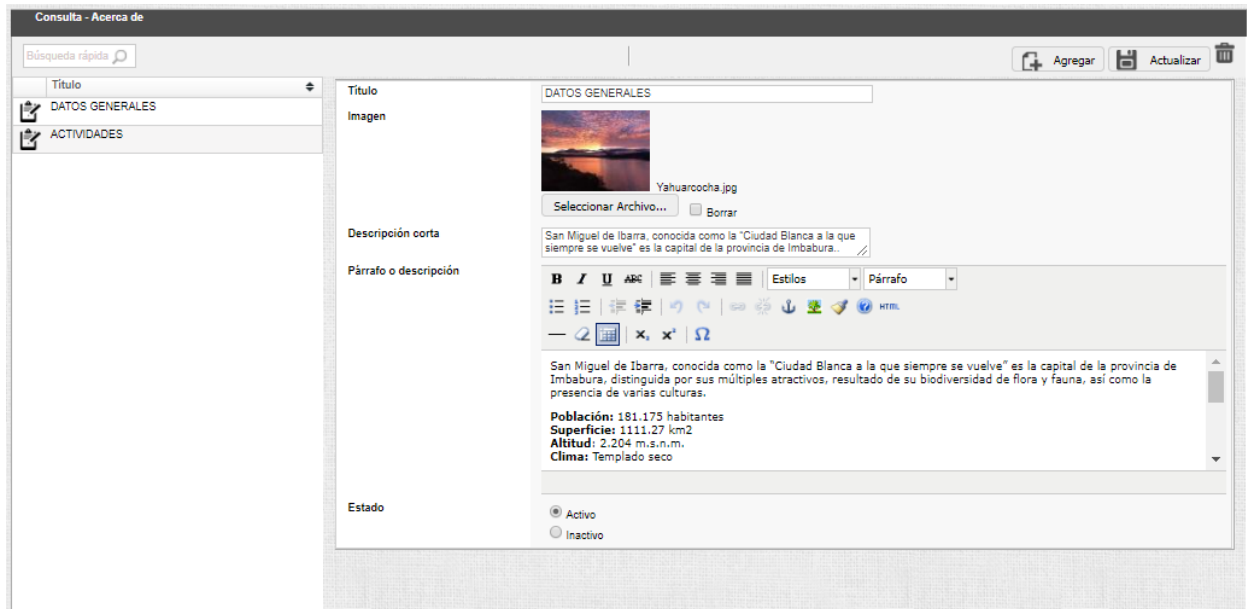 Consulta - Acerca de
Búsqueda rápida
Agregar
Actualizar
Título
DATOS GENERALES
ACTIVIDADES
Título
DATOS GENERALES
Imagen
Yahuarcocha.jpg
Seleccionar Archivo...
Borrar
Descripción corta
San Miguel de Ibarra, conocida como la "Ciudad Blanca a la que
siempre se vuelve" es la capital de la provincia de Imbabura..
Párrafo o descripción
B I U ABC Estilos Párrafo
HTML
x, x² Ω
San Miguel de Ibarra, conocida como la "Ciudad Blanca a la que siempre se vuelve" es la capital de la provincia de
Imbabura, distinguida por sus múltiples atractivos, resultado de su biodiversidad de flora y fauna, así como la
presencia de varias culturas.
Población: 181.175 habitantes
Superficie: 1111.27 km2
Altitud: 2.204 m.s.n.m.
Clima: Templado seco
Estado
Activo
Inactivo